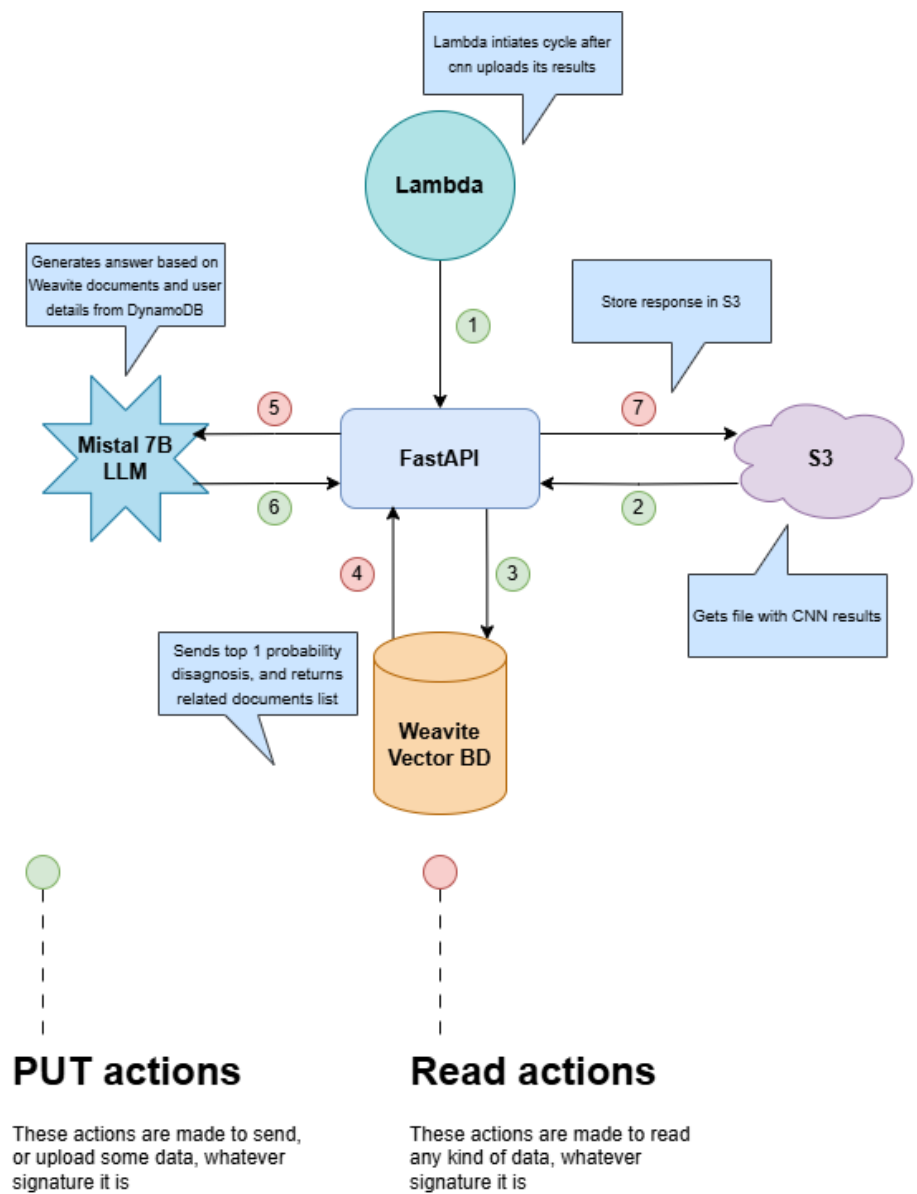 Lambda intiates cycle after
cnn uploads its results
Lambda
Generates answer based on
Weavite documents and user
details from DynamoDB
Store response in S3
1
5
7
Mistal 7B
LLM
FastAPI
S3
6
2
4
3
Gets file with CNN results
Sends top 1 probability
disagnosis, and returns
related documents list
Weavite
Vector BD
PUT actions
These actions are made to send,
or upload some data, whatever
signature it is
Read actions
These actions are made to read
any kind of data, whatever
signature it is